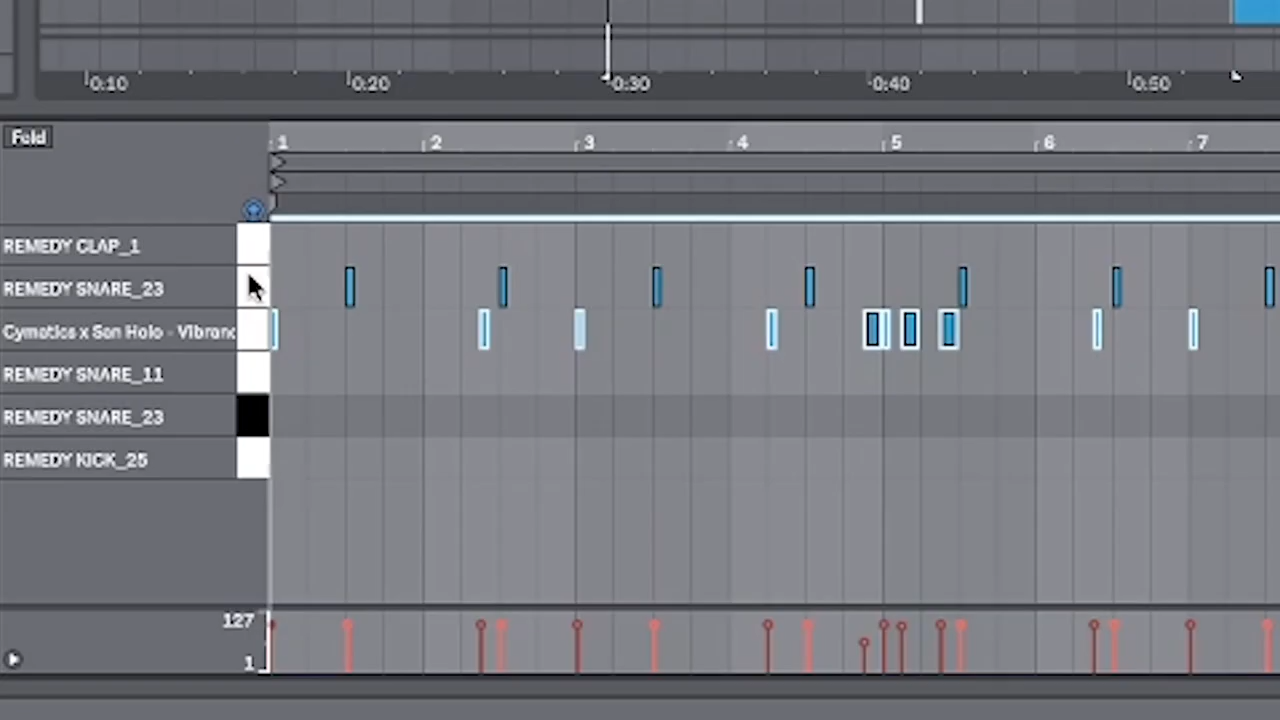 0:10 0:20 0:30 0:40 0:50
Fold
1 2 3 4 5 6 7
REMEDY CLAP_1
REMEDY SNARE_23
Cymatics x San Holo - Vibranc
REMEDY SNARE_11
REMEDY SNARE_23
REMEDY KICK_25
127
1